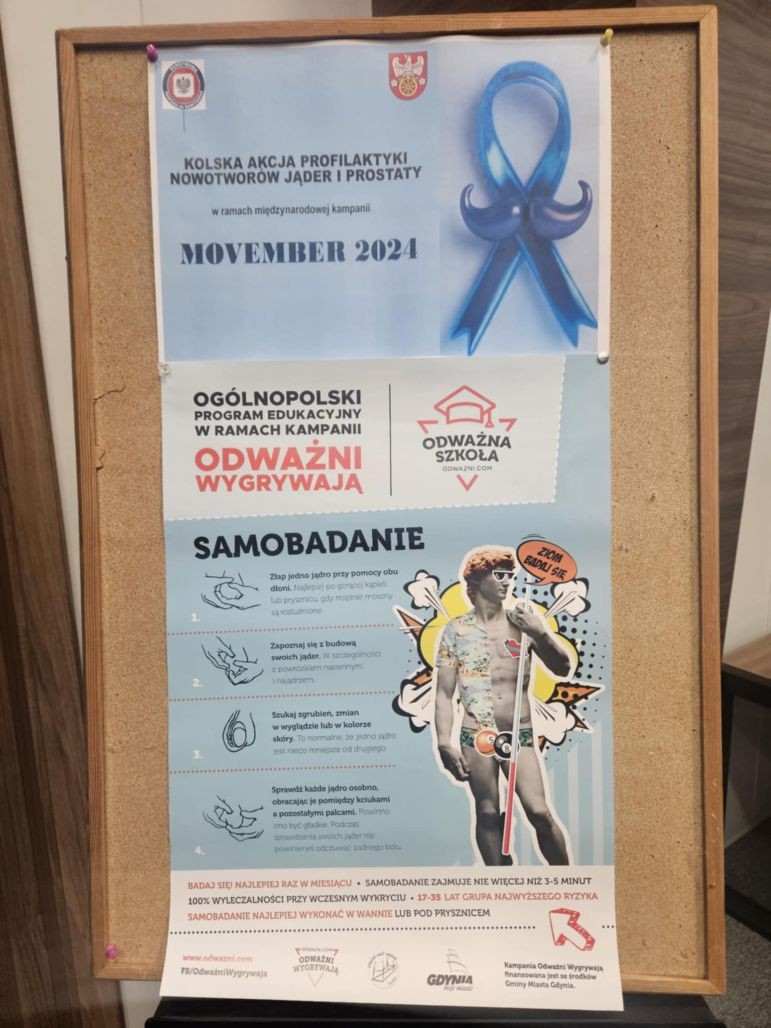 KOLSKA AKCJA PROFILAKTYKI
NOWOTWORÓW JĄDER I PROSTATY
w ramach międzynarodowej kampanii
MOVEMBER 2024
OGÓLNOPOLSKI
PROGRAM EDUKACYJNY
W RAMACH KAMPANII
ODWAŻNI
WYGRYWAJĄ
ODWAŻNA
SZKOŁA
ODWAZNI.COM
SAMOBADANIE
ZIOM
BADAJ SIĘ
1.
Złap jedno jądro przy pomocy obu
dłoni. Najlepiej po gorącej kąpieli
lub prysznicu, gdy mięśnie moszny
są rozluźnione.
2.
Zapoznaj się z budową
swoich jąder. W szczególności
z powrózkiem nasiennym
i najądrzem.
3.
Szukaj zgrubień, zmian
w wyglądzie lub w kolorze
skóry. To normalne, że jedno jądro
jest nieco mniejsze od drugiego.
4.
Sprawdź każde jądro osobno,
obracając je pomiędzy kciukami
a pozostałymi palcami. Powinno
ono być gładkie. Podczas
sprawdzania swoich jąder nie
powinieneś odczuwać żadnego bólu.
8
BADAJ SIĘ! NAJLEPIEJ RAZ W MIESIĄCU • SAMOBADANIE ZAJMUJE NIE WIĘCEJ NIŻ 3-5 MINUT
100% WYLECZALNOŚCI PRZY WCZESNYM WYKRYCIU • 17-35 LAT GRUPA NAJWYŻSZEGO RYZYKA
SAMOBADANIE NAJLEPIEJ WYKONAĆ W WANNIE LUB POD PRYSZNICEM
www.odwazni.com
FB/OdważniWygrywaja
ODWAZNI.COM
ODWAŻNI
WYGRYWAJĄ
GDYNIA
moje miasto
Kampania Odważni Wygrywają
finansowana jest ze środków
Gminy Miasta Gdynia.